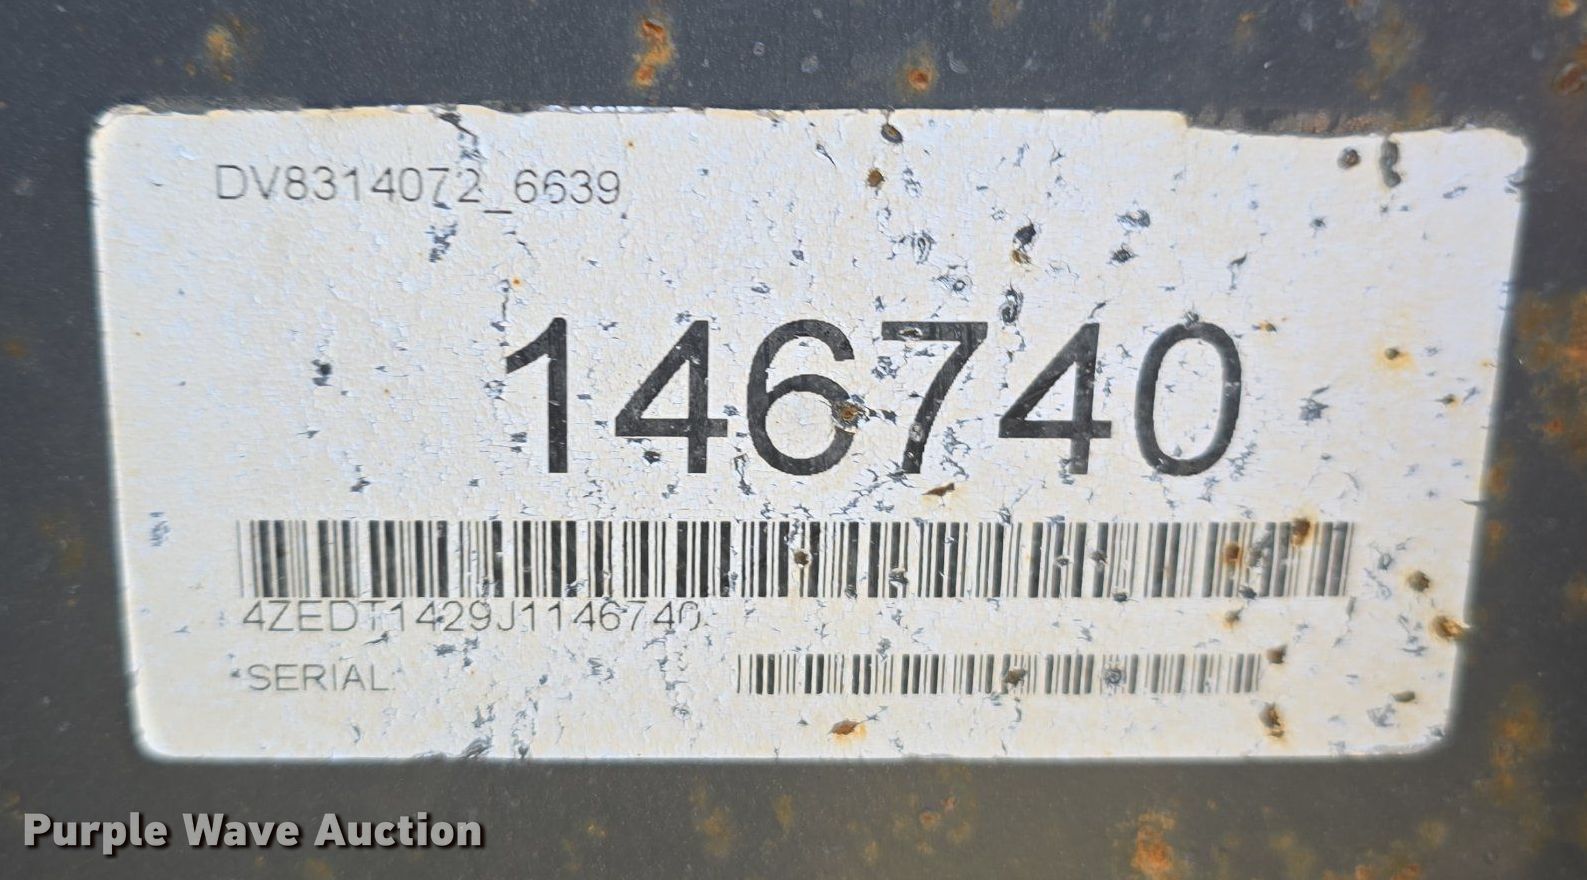 DV8314072_6639
146740
4ZEDT1429J1146740
SERIAL
Purple Wave Auction